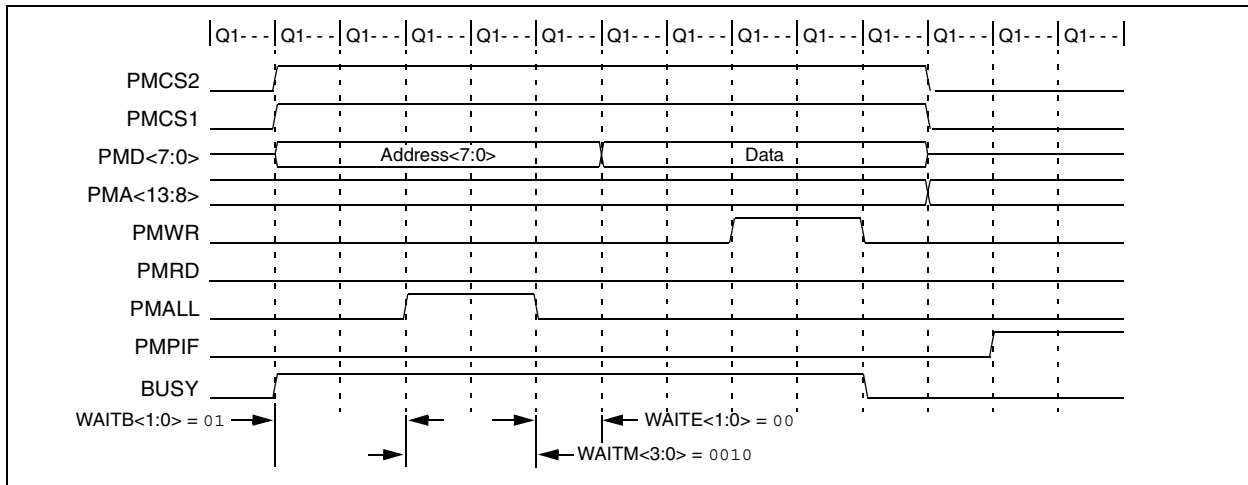 Q1- - - Q1- - - Q1- - - Q1- - - Q1- - - Q1- - - Q1- - - Q1- - - Q1- - - Q1- - - Q1- - - Q1- - - Q1- - - Q1- - -
PMCS2
PMCS1
PMD<7:0> Address<7:0> Data
PMA<13:8>
PMWR
PMRD
PMALL
PMPIF
BUSY
WAITB<1:0> = 01 WAITE<1:0> = 00
WAITM<3:0> = 0010